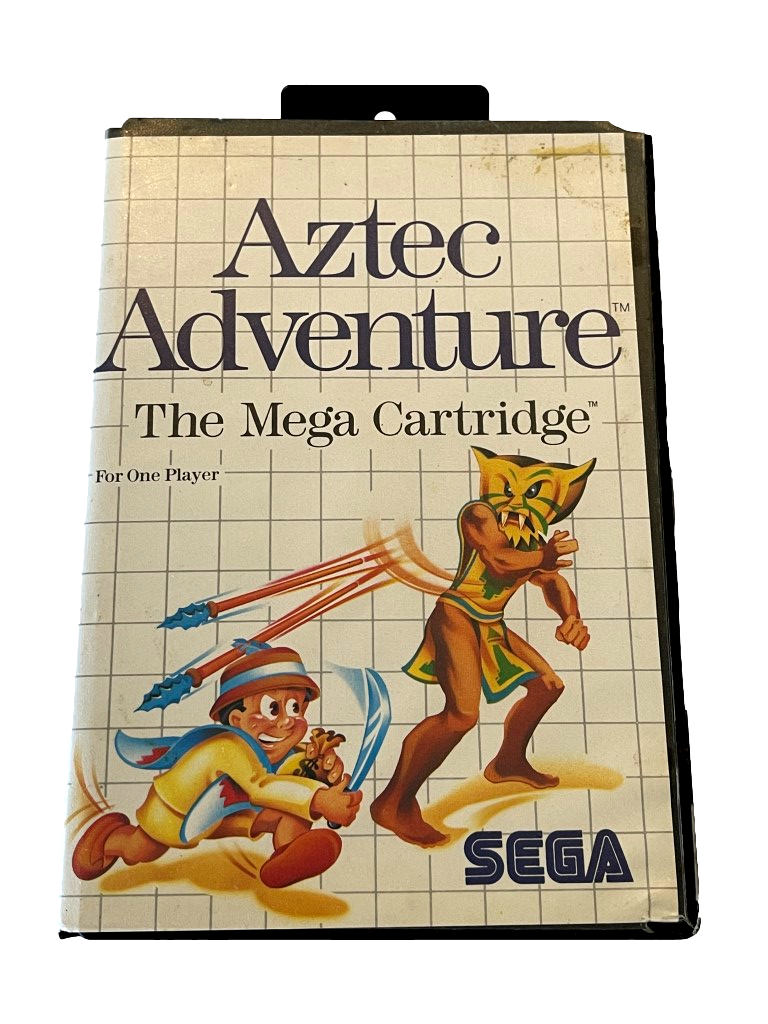 Aztec
Adventure™
The Mega Cartridge™
For One Player
SEGA